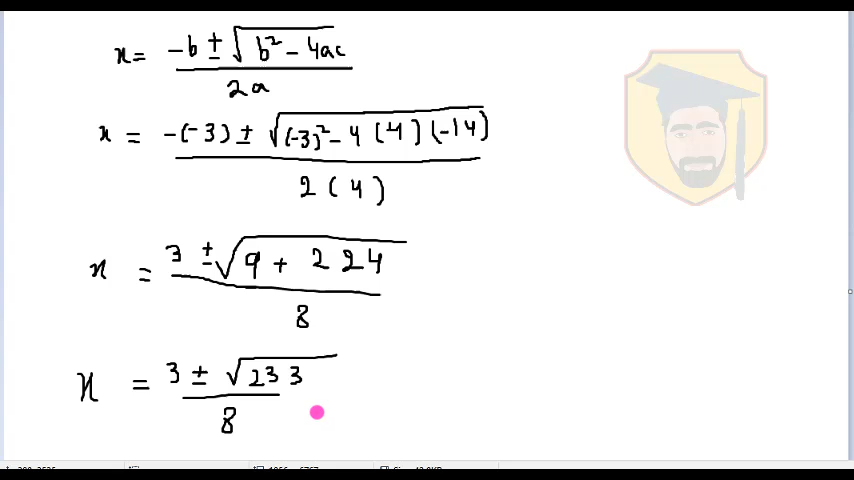 x = -b ± √b² - 4ac
2a
x = -(-3) ± √(-3)² - 4 (4) (-14)
2 (4)
x = 3 ± √9 + 224
8
x = 3 ± √233
8